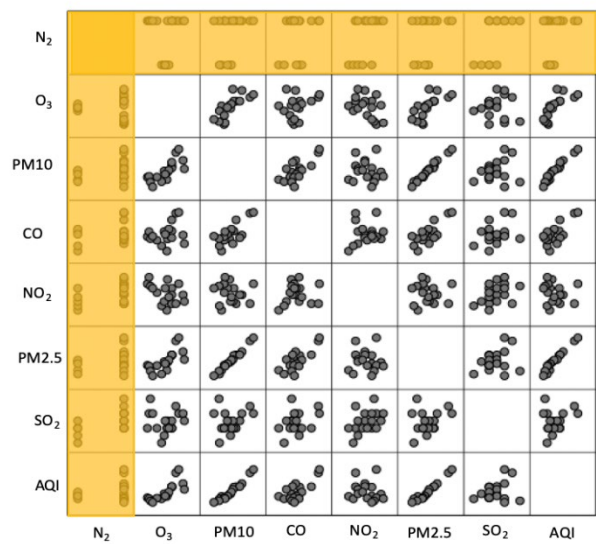 N₂
O₃
PM10
CO
NO₂
PM2.5
SO₂
AQI
N₂ O₃ PM10 CO NO₂ PM2.5 SO₂ AQI